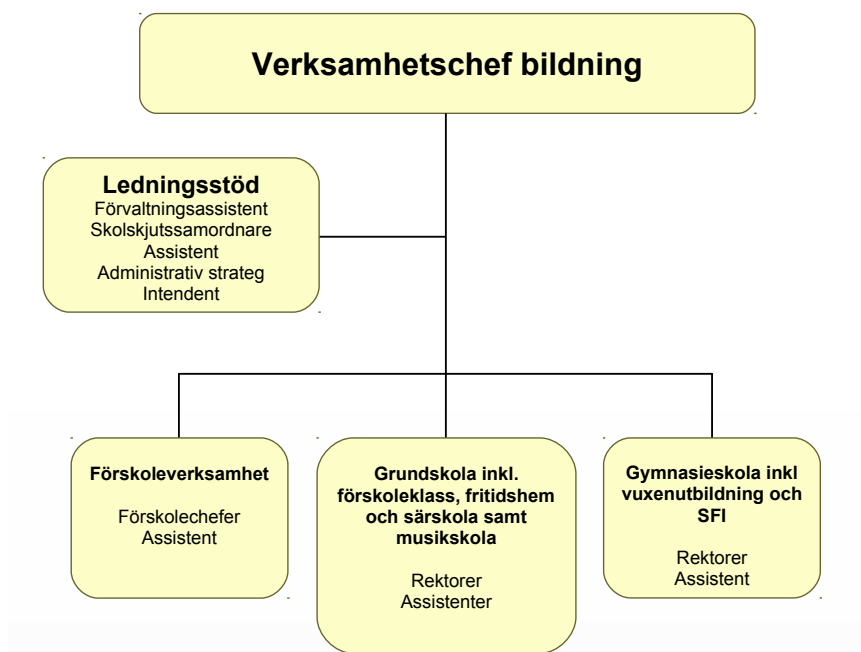 Verksamhetschef bildning
Ledningsstöd
Förvaltningsassistent
Skolskjutssamordnare
Assistent
Administrativ strateg
Intendent
Förskoleverksamhet
Förskolechefer
Assistent
Grundskola inkl.
förskoleklass, fritidshem
och särskola samt
musikskola
Rektorer
Assistenter
Gymnasieskola inkl
vuxenutbildning och
SFI
Rektorer
Assistent